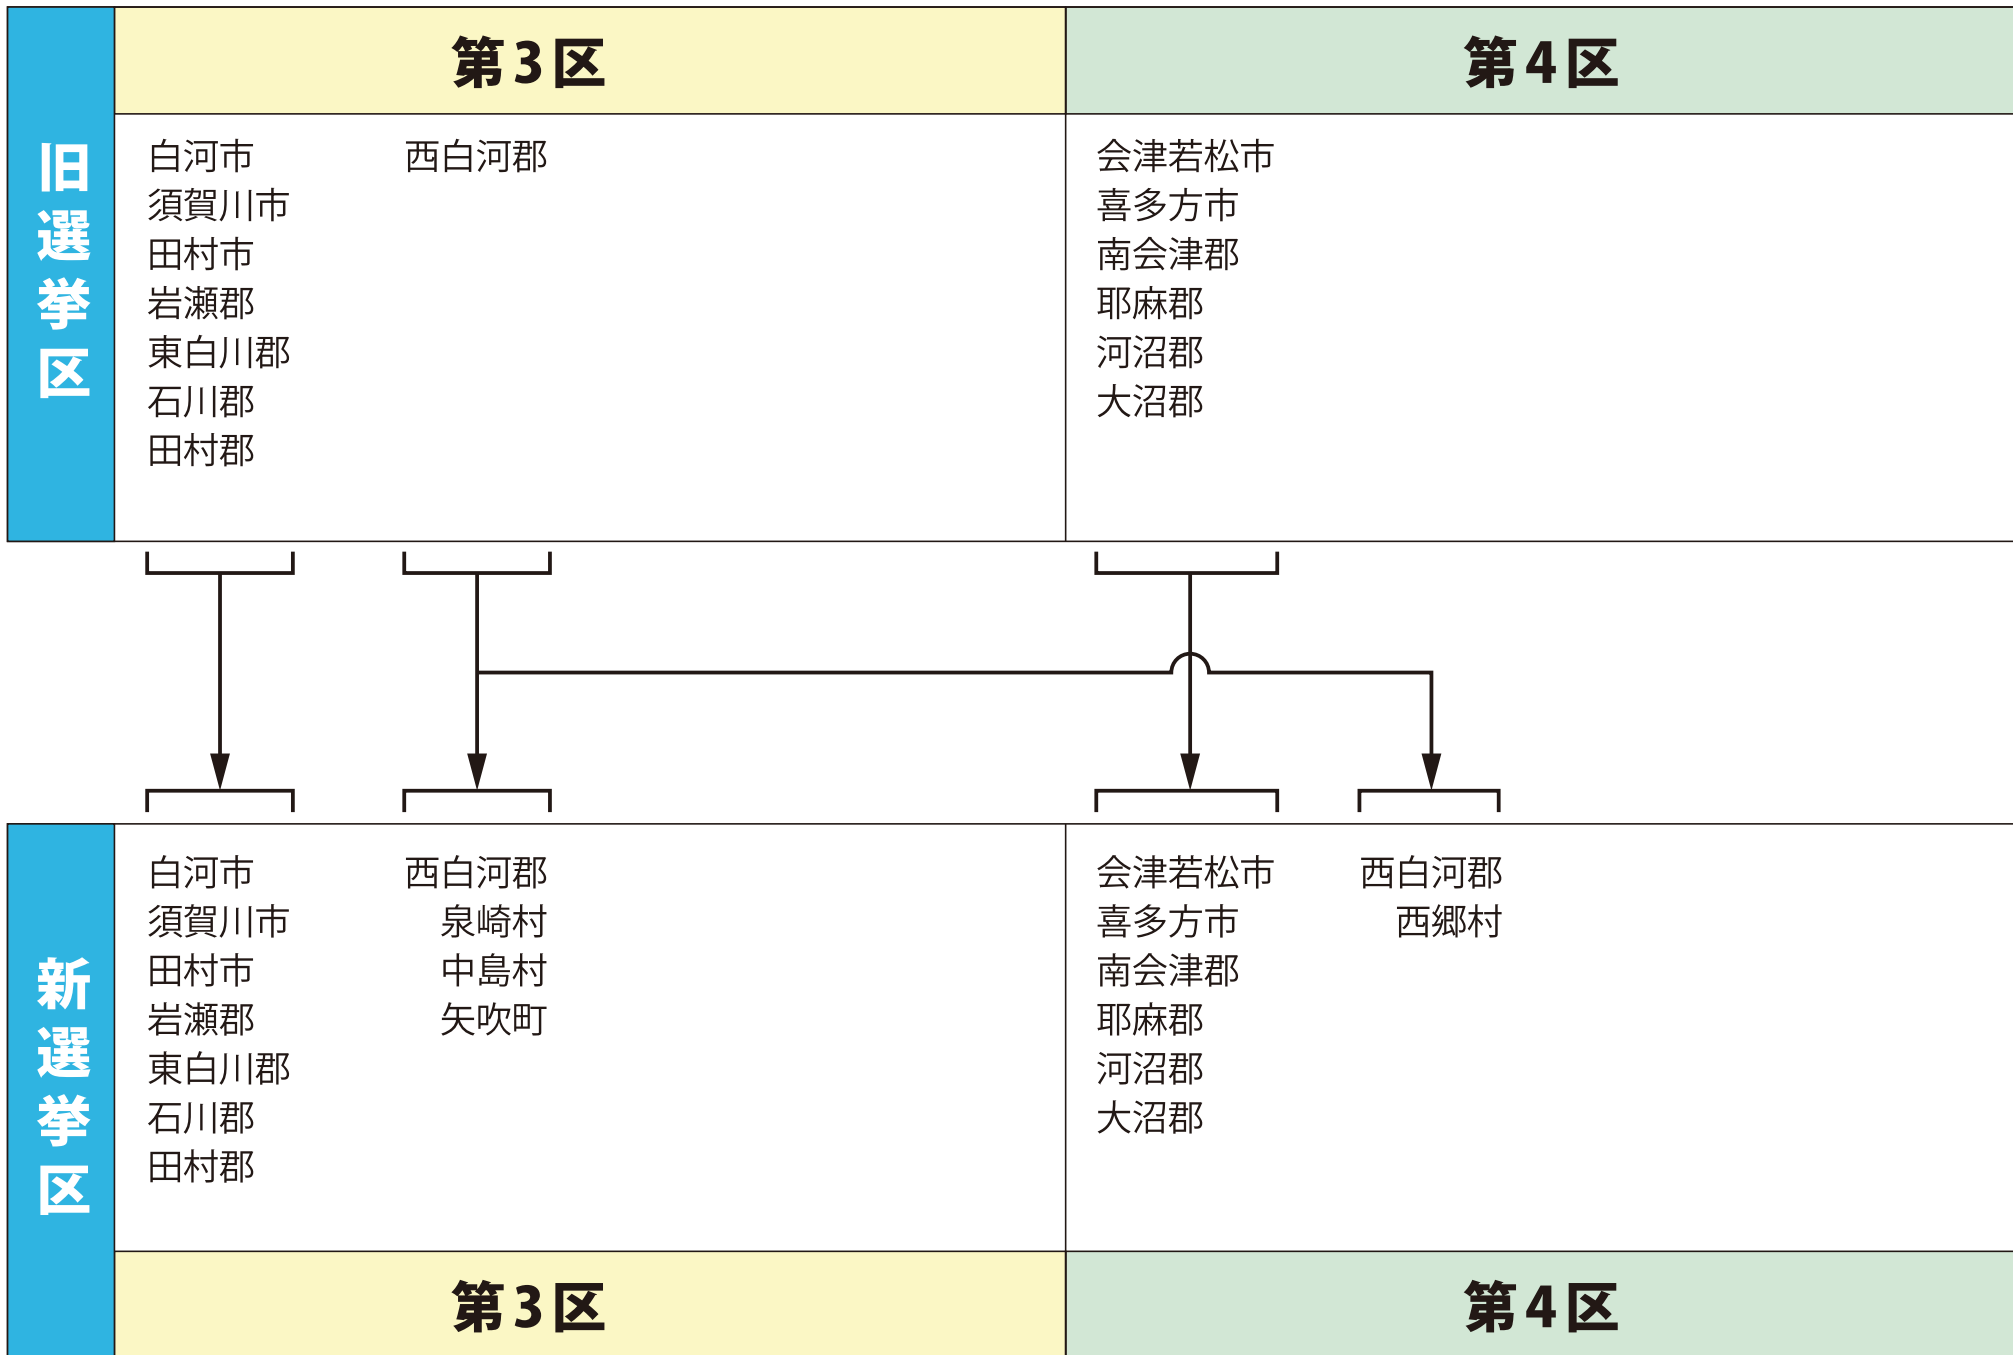 第3区
第4区
旧選挙区
白河市
須賀川市
田村市
岩瀬郡
東白川郡
石川郡
田村郡
西白河郡
会津若松市
喜多方市
南会津郡
耶麻郡
河沼郡
大沼郡
新選挙区
白河市
須賀川市
田村市
岩瀬郡
東白川郡
石川郡
田村郡
西白河郡
泉崎村
中島村
矢吹町
会津若松市
喜多方市
南会津郡
耶麻郡
河沼郡
大沼郡
西白河郡
西郷村
第3区
第4区